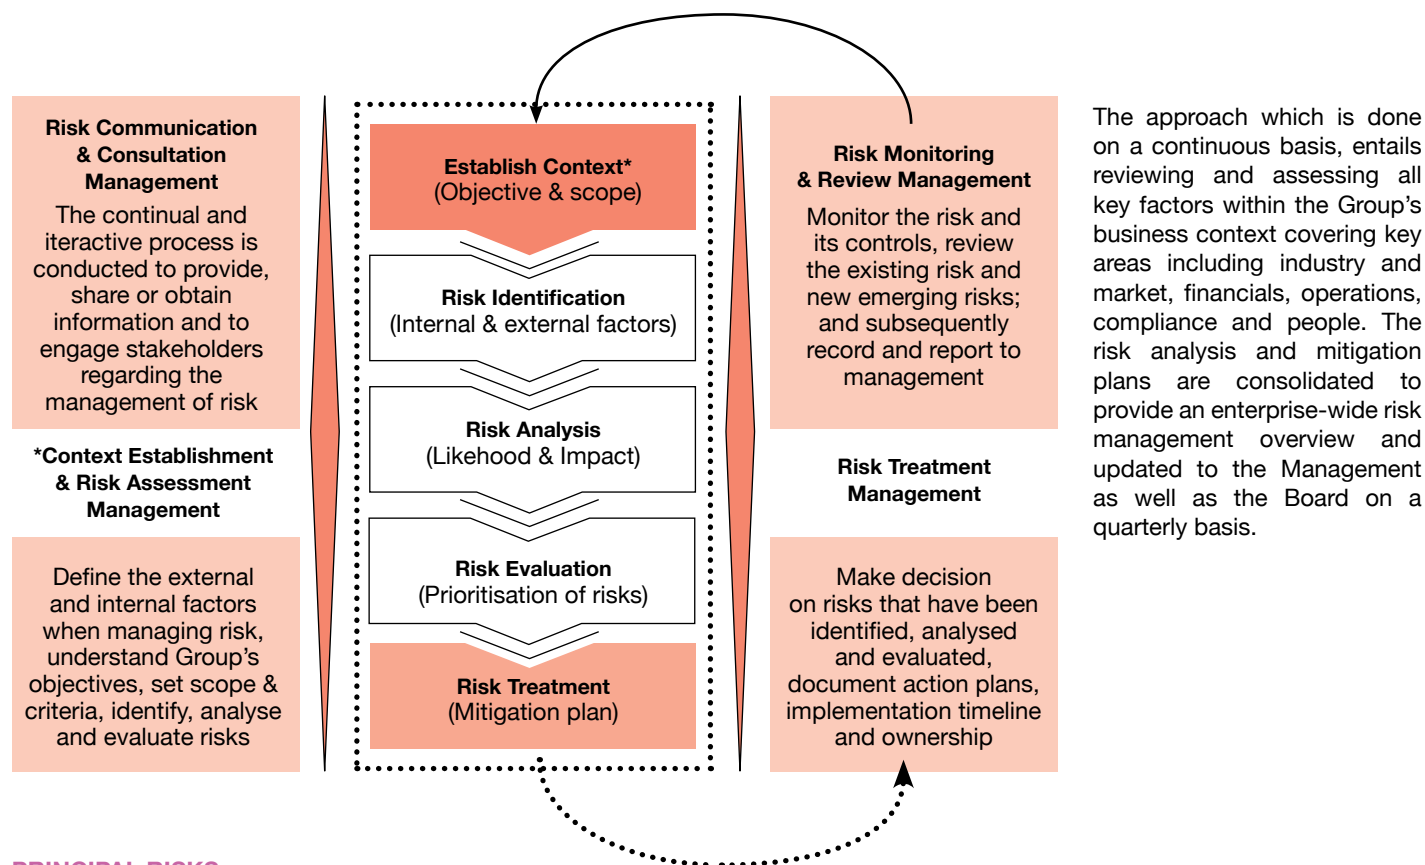 Risk Communication
& Consultation
Management
The continual and
iteractive process is
conducted to provide,
share or obtain
information and to
engage stakeholders
regarding the
management of risk
*Context Establishment
& Risk Assessment
Management
Define the external
and internal factors
when managing risk,
understand Group’s
objectives, set scope &
criteria, identify, analyse
and evaluate risks
Establish Context*
(Objective & scope)
Risk Identification
(Internal & external factors)
Risk Analysis
(Likehood & Impact)
Risk Evaluation
(Prioritisation of risks)
Risk Treatment
(Mitigation plan)
Risk Monitoring
& Review Management
Monitor the risk and
its controls, review
the existing risk and
new emerging risks;
and subsequently
record and report to
management
Risk Treatment
Management
Make decision
on risks that have been
identified, analysed
and evaluated,
document action plans,
implementation timeline
and ownership
The approach which is done
on a continuous basis, entails
reviewing and assessing all
key factors within the Group’s
business context covering key
areas including industry and
market, financials, operations,
compliance and people. The
risk analysis and mitigation
plans are consolidated to
provide an enterprise-wide risk
management overview and
updated to the Management
as well as the Board on a
quarterly basis.
PRINCIPAL RISKS